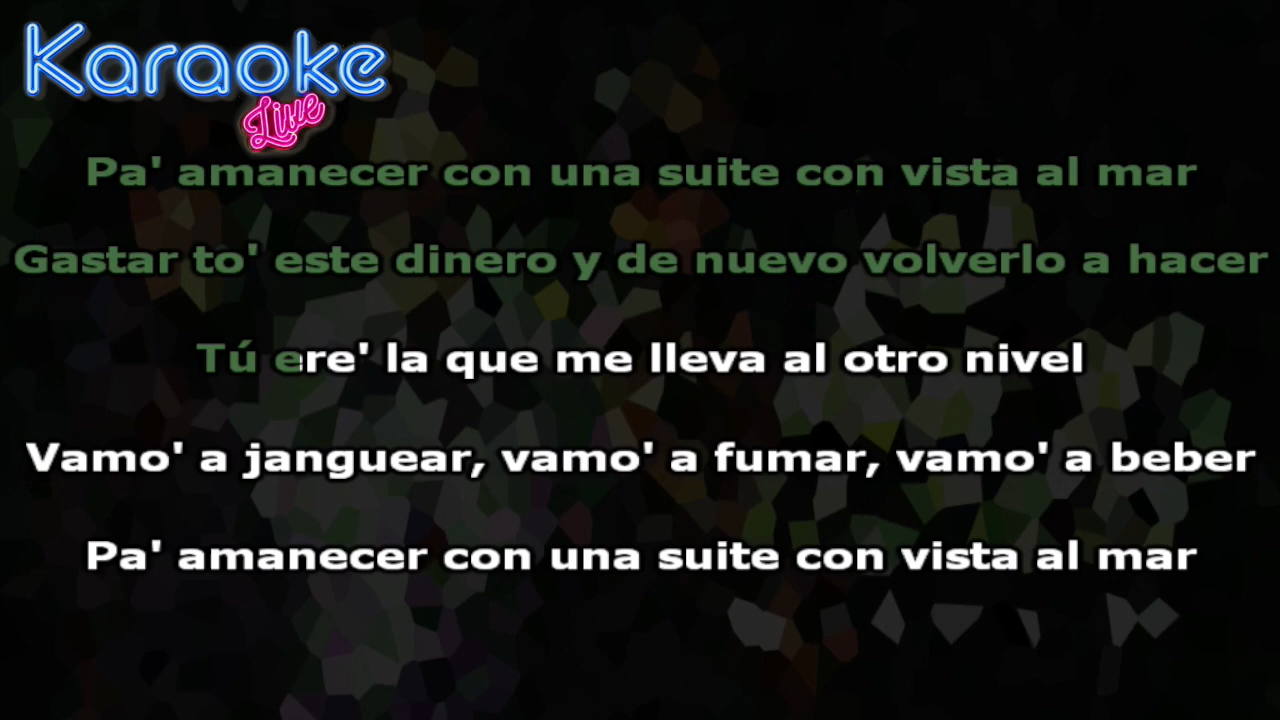 Karaoke
Live
Pa' amanecer con una suite con vista al mar
Gastar to' este dinero y de nuevo volverlo a hacer
Tú ere' la que me lleva al otro nivel
Vamo' a janguear, vamo' a fumar, vamo' a beber
Pa' amanecer con una suite con vista al mar